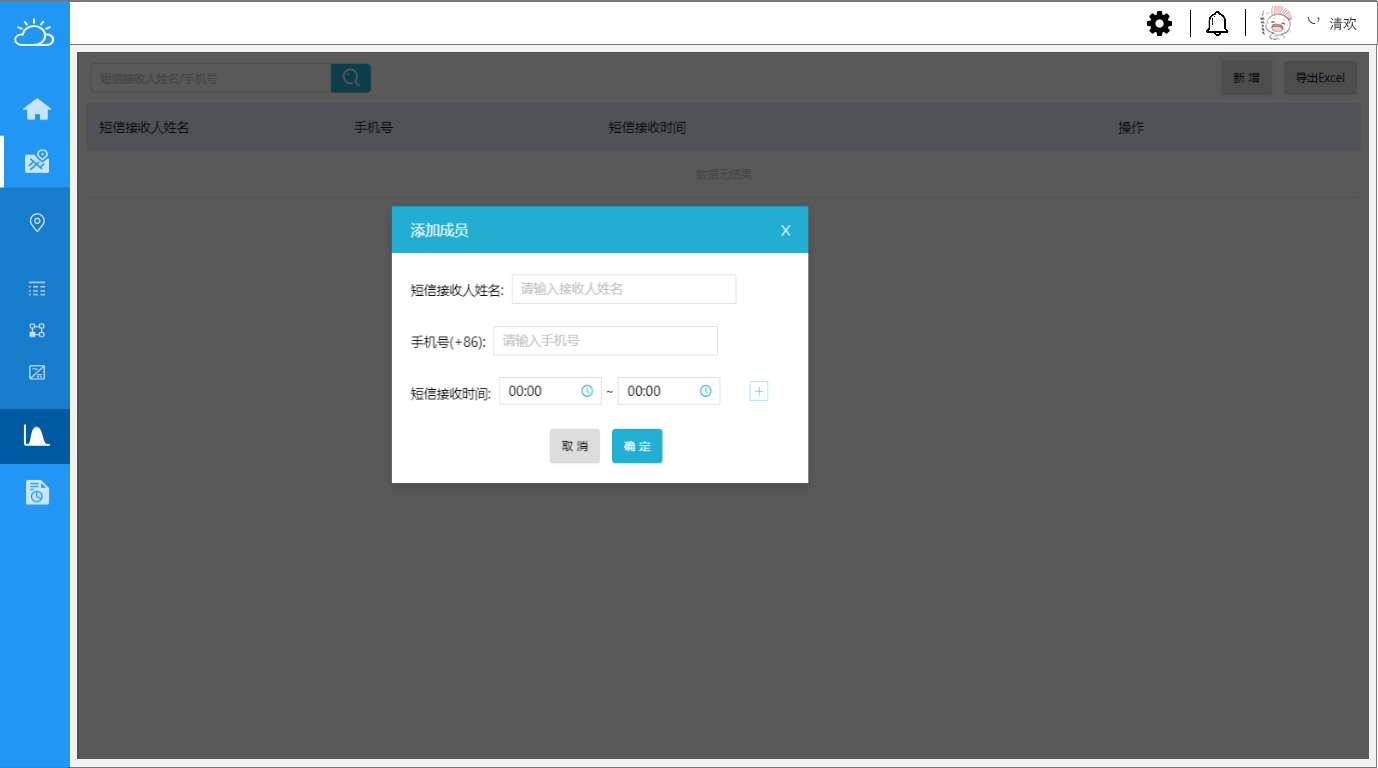 清欢
短信接收人姓名/手机号
新 增
导出Excel
短信接收人姓名
手机号
短信接收时间
操作
数据无结果
添加成员
X
短信接收人姓名:
请输入接收人姓名
手机号(+86):
请输入手机号
短信接收时间:
00:00
~
00:00
取 消
确 定